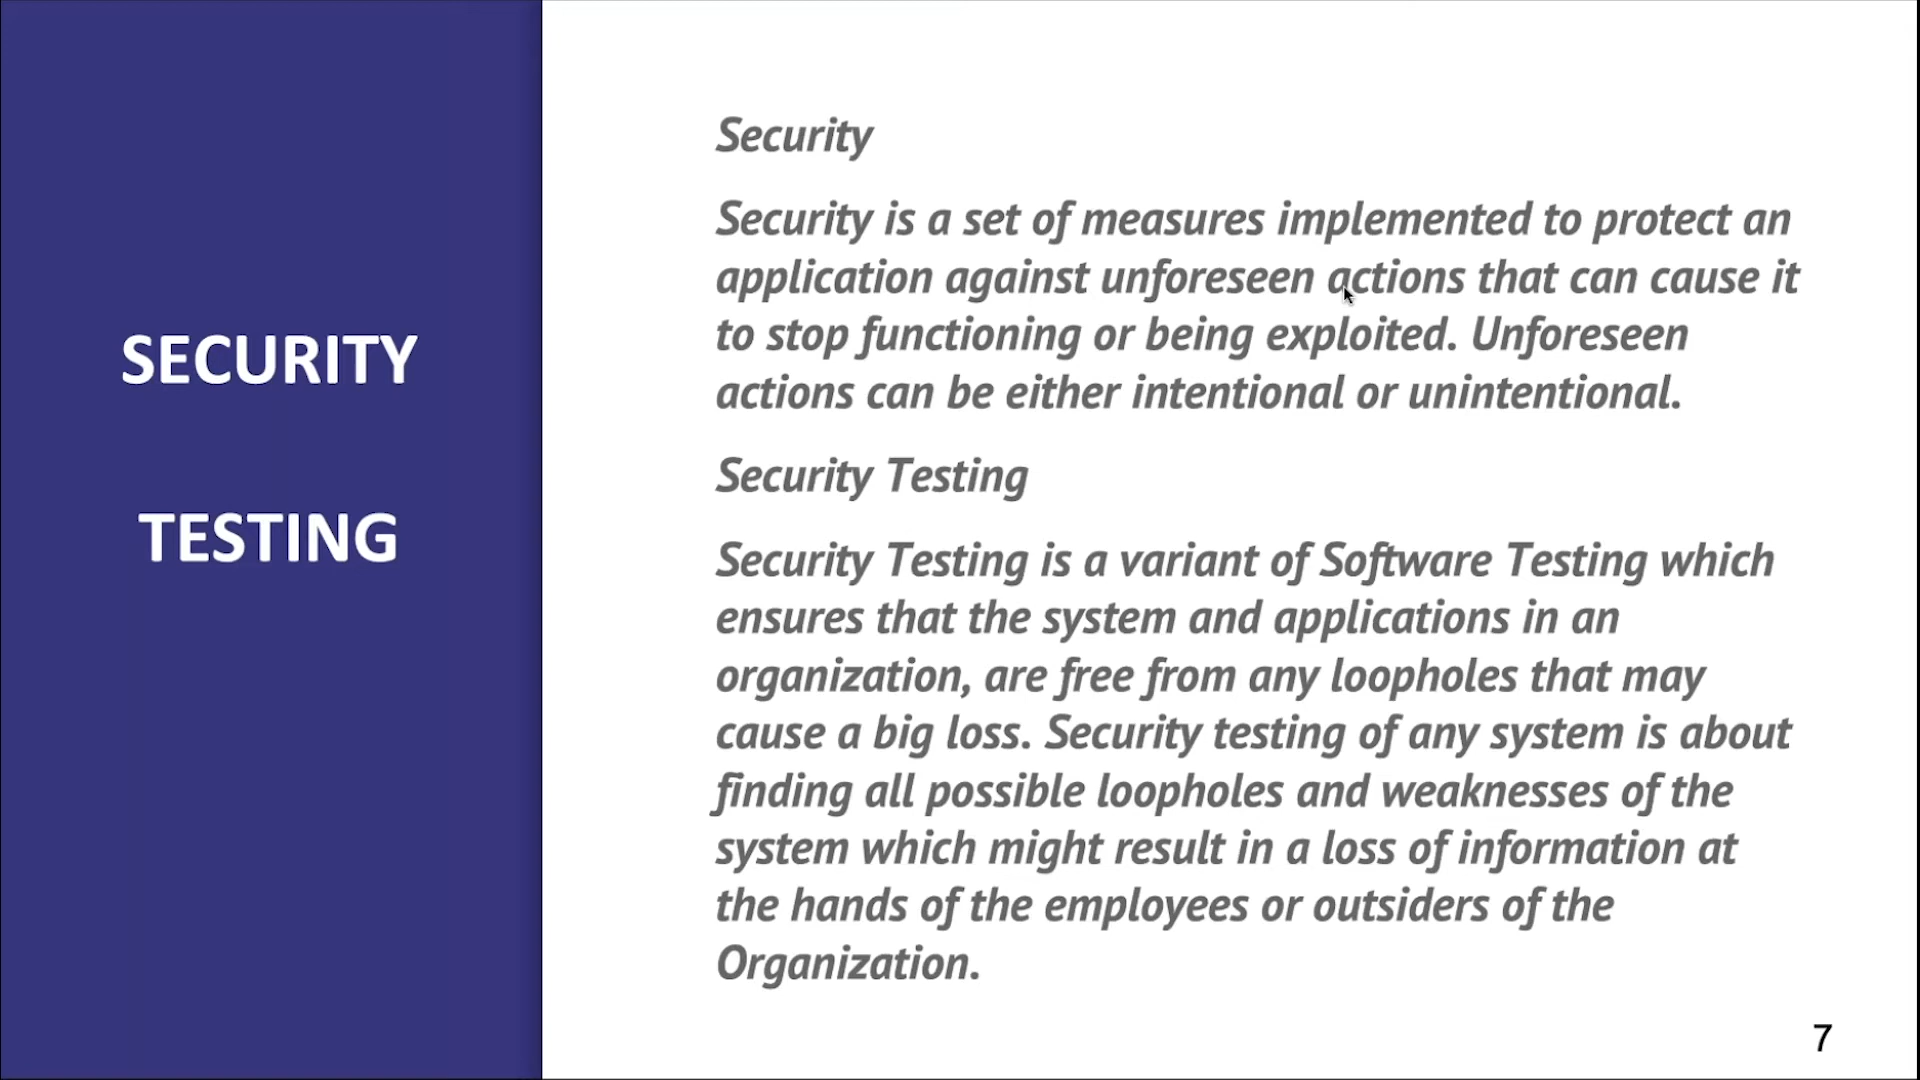 SECURITY
TESTING
Security
Security is a set of measures implemented to protect an
application against unforeseen actions that can cause it
to stop functioning or being exploited. Unforeseen
actions can be either intentional or unintentional.
Security Testing
Security Testing is a variant of Software Testing which
ensures that the system and applications in an
organization, are free from any loopholes that may
cause a big loss. Security testing of any system is about
finding all possible loopholes and weaknesses of the
system which might result in a loss of information at
the hands of the employees or outsiders of the
Organization.
7